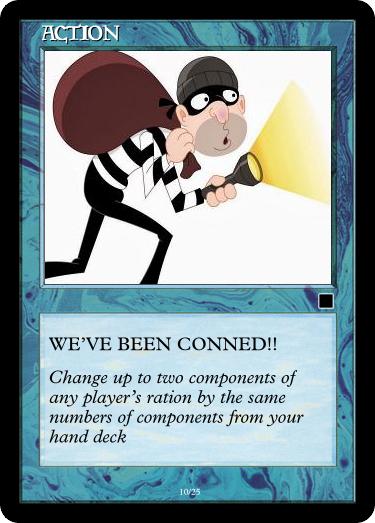 ACTION
WE'VE BEEN CONNED!!
Change up to two components of
any player's ration by the same
numbers of components from your
hand deck
10/25